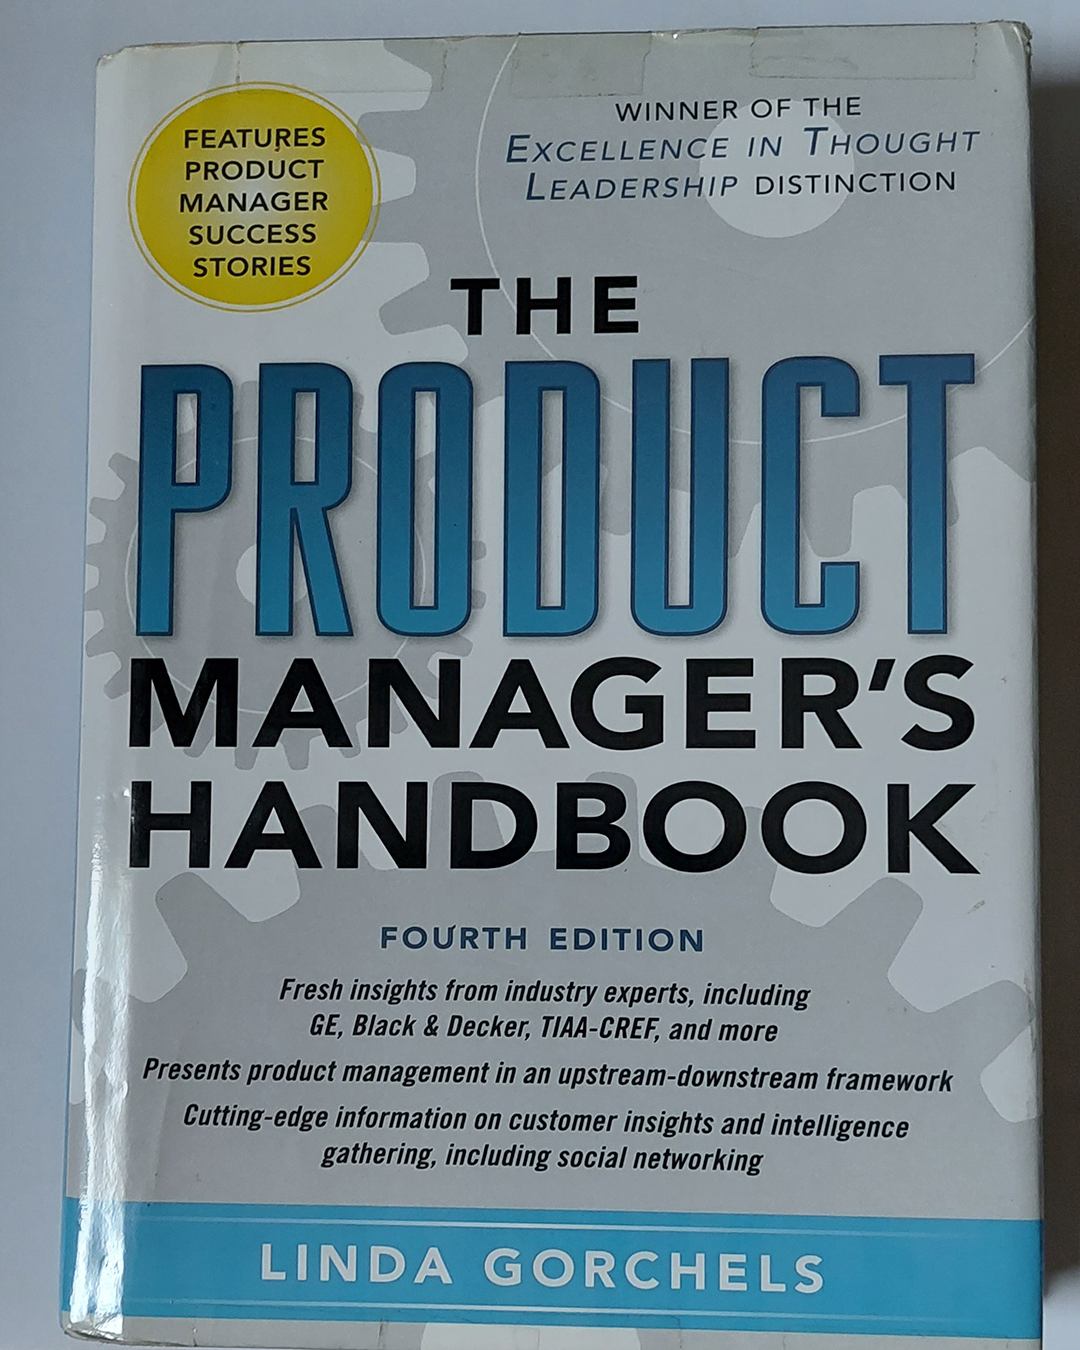 FEATURES
PRODUCT
MANAGER
SUCCESS
STORIES
WINNER OF THE
EXCELLENCE IN THOUGHT
LEADERSHIP DISTINCTION
THE
PRODUCT
MANAGER'S
HANDBOOK
FOURTH EDITION
Fresh insights from industry experts, including
GE, Black & Decker, TIAA-CREF, and more
Presents product management in an upstream-downstream framework
Cutting-edge information on customer insights and intelligence
gathering, including social networking
LINDA GORCHELS